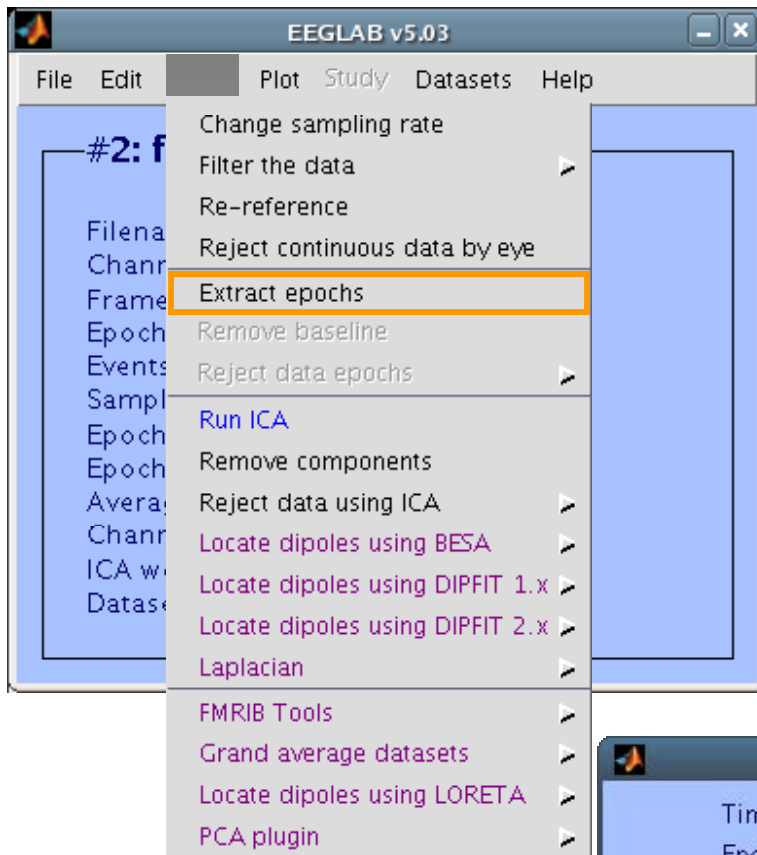 EEGLAB v5.03
File Edit Plot Study Datasets Help
#2: f
Change sampling rate
Filter the data
Re-reference
Filena
Reject continuous data by eye
Chann
Extract epochs
Frame
Remove baseline
Epoch
Events
Reject data epochs
Sampl
Run ICA
Epoch
Remove components
Epoch
Reject data using ICA
Avera
Locate dipoles using BESA
Chann
ICA w
Locate dipoles using DIPFIT 1.x
Datase
Locate dipoles using DIPFIT 2.x
Laplacian
FMRIB Tools
Grand average datasets
Locate dipoles using LORETA
PCA plugin
Tim